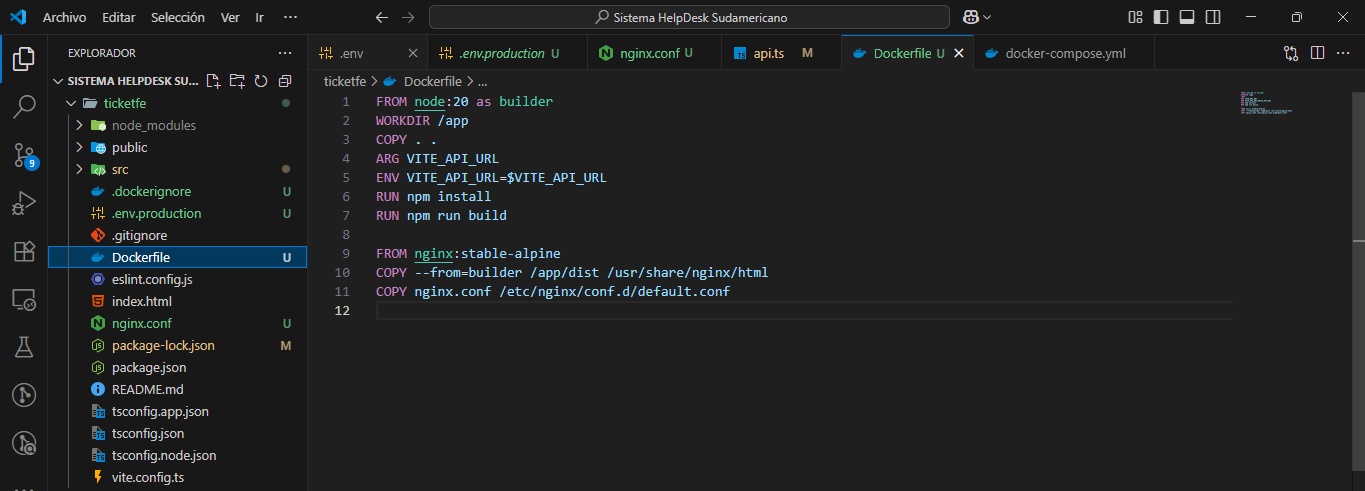 Archivo Editar Selección Ver Ir ··· Sistema HelpDesk Sudamericano
EXPLORADOR ···
.env
.env.production U
nginx.conf U
api.ts M
Dockerfile U
docker-compose.yml
SISTEMA HELPDESK SU...
ticketfe > Dockerfile > ...
ticketfe
node_modules
public
src
.dockerignore U
.env.production U
.gitignore
Dockerfile U
eslint.config.js
index.html
nginx.conf U
package-lock.json M
package.json
README.md
tsconfig.app.json
tsconfig.json
tsconfig.node.json
vite.config.ts
9
1 FROM node:20 as builder
2 WORKDIR /app
3 COPY . .
4 ARG VITE_API_URL
5 ENV VITE_API_URL=$VITE_API_URL
6 RUN npm install
7 RUN npm run build
8
9 FROM nginx:stable-alpine
10 COPY --from=builder /app/dist /usr/share/nginx/html
11 COPY nginx.conf /etc/nginx/conf.d/default.conf
12